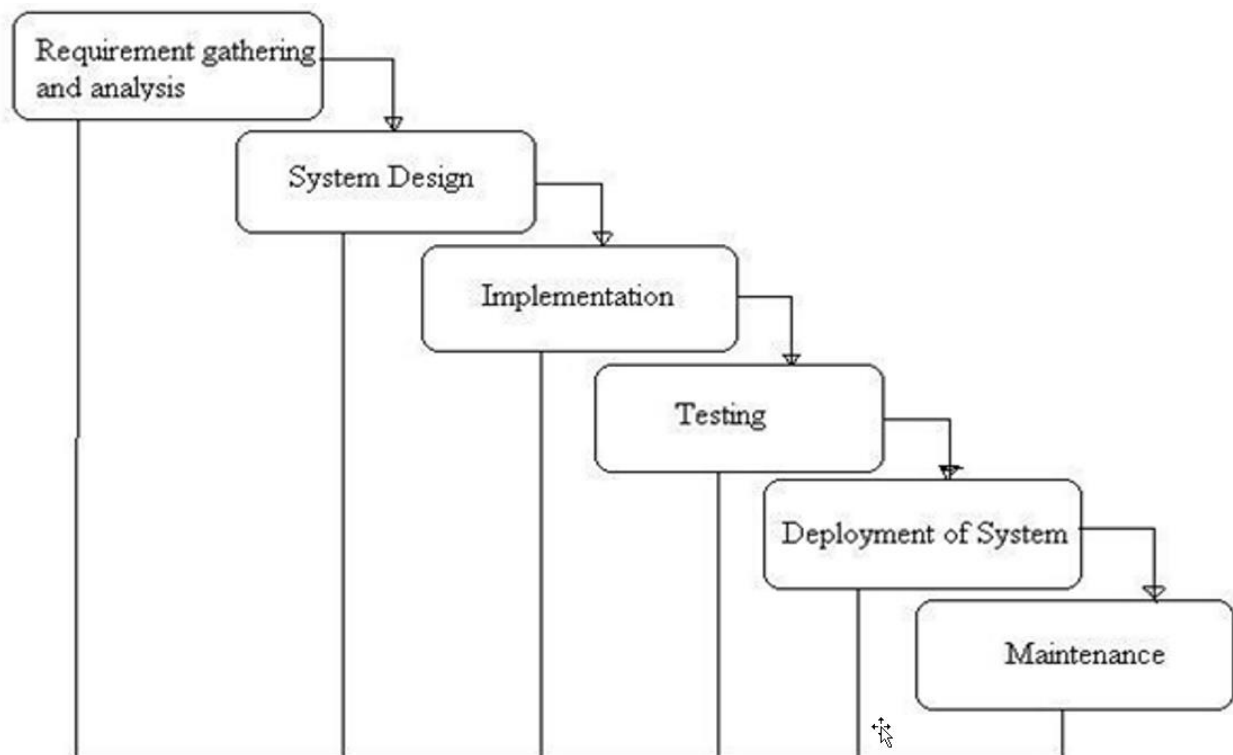 Requirement gathering
and analysis
System Design
Implementation
Testing
Deployment of System
Maintenance